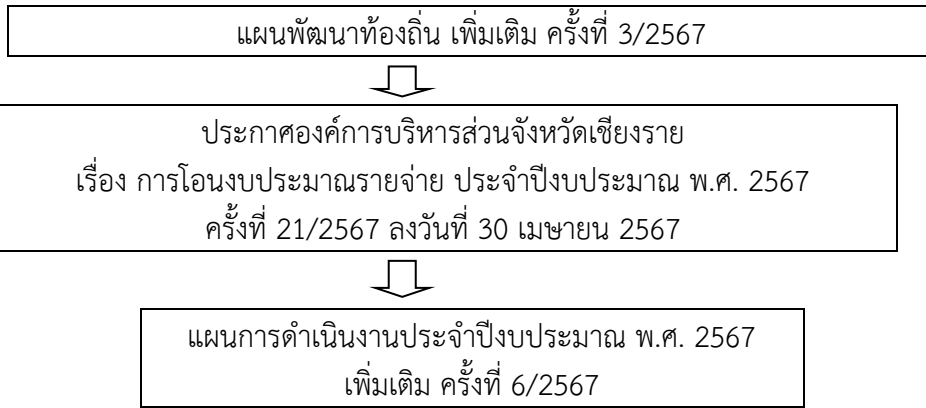 แผนพัฒนาท้องถิ่น เพิ่มเติม ครั้งที่ 3/2567
ประกาศองค์การบริหารส่วนจังหวัดเชียงราย
เรื่อง การโอนงบประมาณรายจ่าย ประจำปีงบประมาณ พ.ศ. 2567
ครั้งที่ 21/2567 ลงวันที่ 30 เมษายน 2567
แผนการดำเนินงานประจำปีงบประมาณ พ.ศ. 2567
เพิ่มเติม ครั้งที่ 6/2567